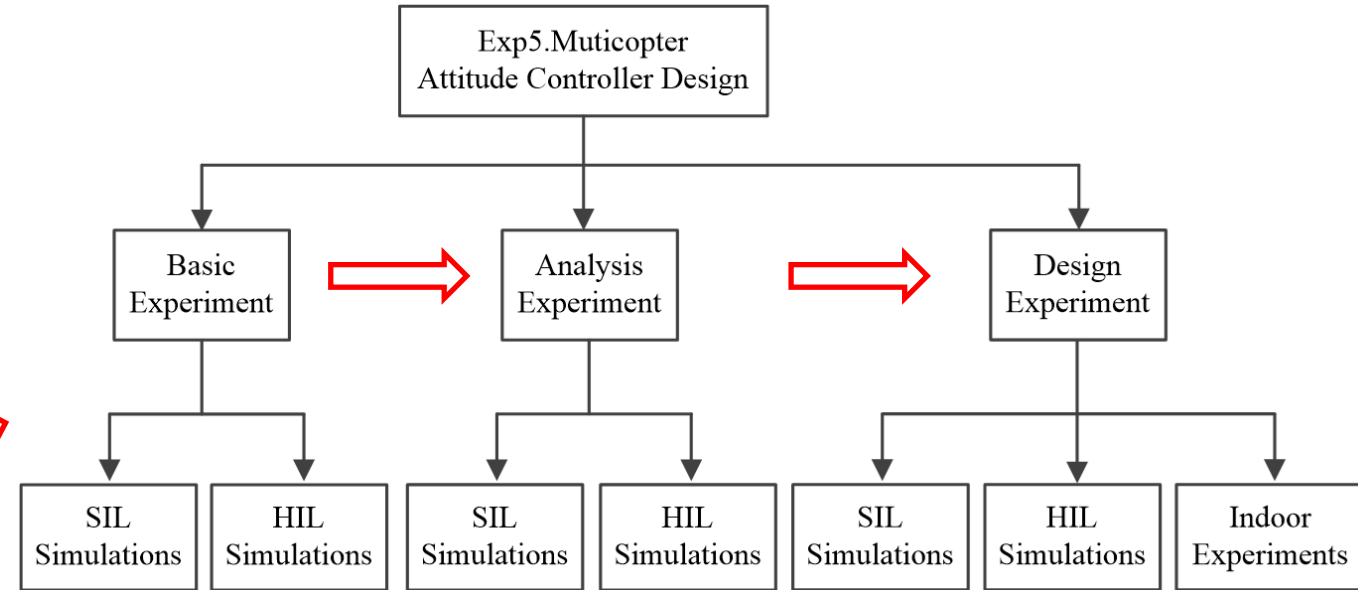 Exp5.Muticopter
Attitude Controller Design
Basic
Experiment
Analysis
Experiment
Design
Experiment
SIL
Simulations
HIL
Simulations
SIL
Simulations
HIL
Simulations
SIL
Simulations
HIL
Simulations
Indoor
Experiments